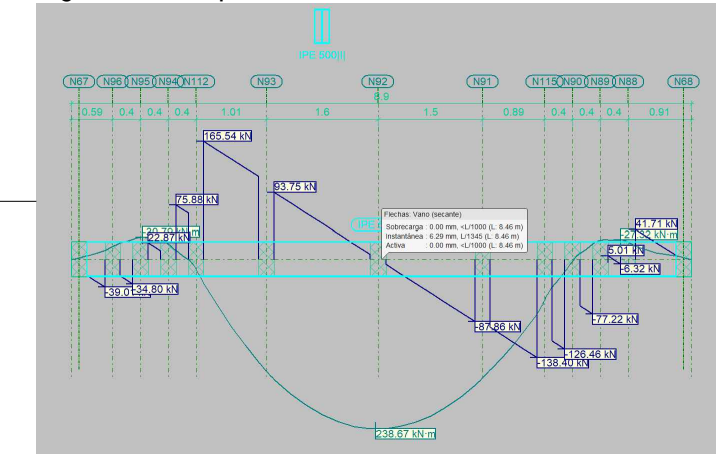 IPE 500|i|
N67 N96 N95 N94 N112 N93 N92 N91 N115 N90 N89 N88 N68
8.9
0.59 0.4 0.4 0.4 1.01 1.6 1.5 0.89 0.4 0.4 0.4 0.91
165.54 kN
93.75 kN
75.88 kN
Flechas: Vano (secante)
Sobrecarga : 0.00 mm, <L/1000 (L: 8.46 m)
Instantánea : 6.29 mm, L/1345 (L: 8.46 m)
Activa : 0.00 mm, <L/1000 (L: 8.46 m)
41.71 kN
22.87 kN
5.01 kN
-6.32 kN
-34.80 kN
-77.22 kN
-87.86 kN
-126.46 kN
-138.40 kN
238.67 kN·m